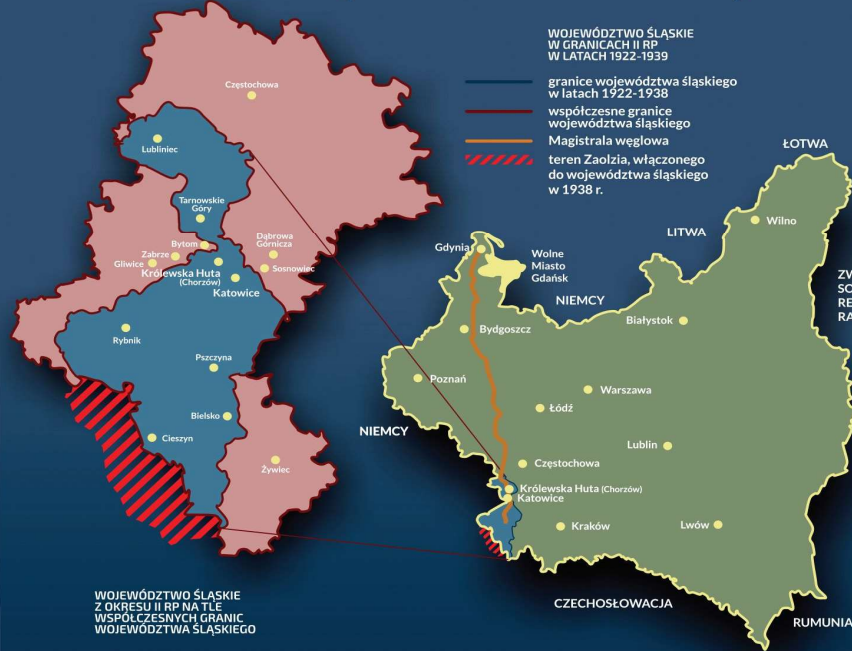 WOJEWÓDZTWO ŚLĄSKIE
W GRANICACH II RP
W LATACH 1922-1939
granice województwa śląskiego
w latach 1922-1938
współczesne granice
województwa śląskiego
Magistrala węglowa
teren Zaolzia, włączonego
do województwa śląskiego
w 1938 r.
Częstochowa
Lubliniec
Tarnowskie
Góry
Bytom
Zabrze
Gliwice
Królewska Huta
(Chorzów)
Katowice
Dąbrowa
Górnicza
Sosnowiec
Rybnik
Pszczyna
Bielsko
Cieszyn
Żywiec
ŁOTWA
LITWA
Wilno
Gdynia
Wolne
Miasto
Gdańsk
NIEMCY
ZW
SO
RE
RA
Białystok
Bydgoszcz
Poznań
Warszawa
Łódź
NIEMCY
Lublin
Częstochowa
Królewska Huta (Chorzów)
Katowice
Kraków
Lwów
CZECHOSŁOWACJA
RUMUNIA
WOJEWÓDZTWO ŚLĄSKIE
Z OKRESU II RP NA TLE
WSPÓŁCZESNYCH GRANIC
WOJEWÓDZTWA ŚLĄSKIEGO